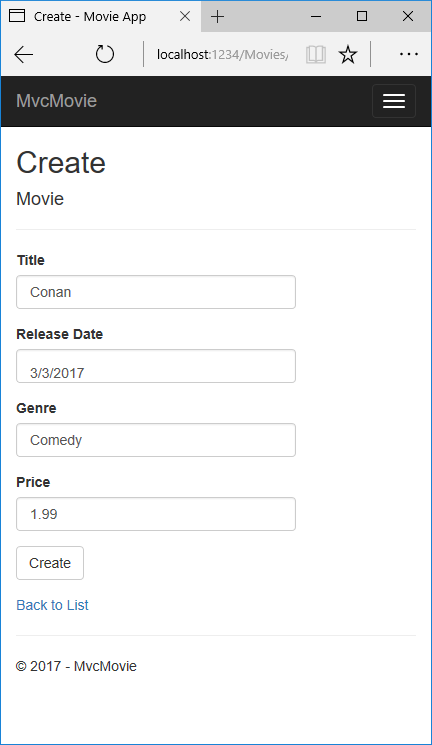 Create - Movie App
localhost:1234/Movies/
MvcMovie
Create
Movie
Title
Conan
Release Date
3/3/2017
Genre
Comedy
Price
1.99
Create
Back to List
© 2017 - MvcMovie